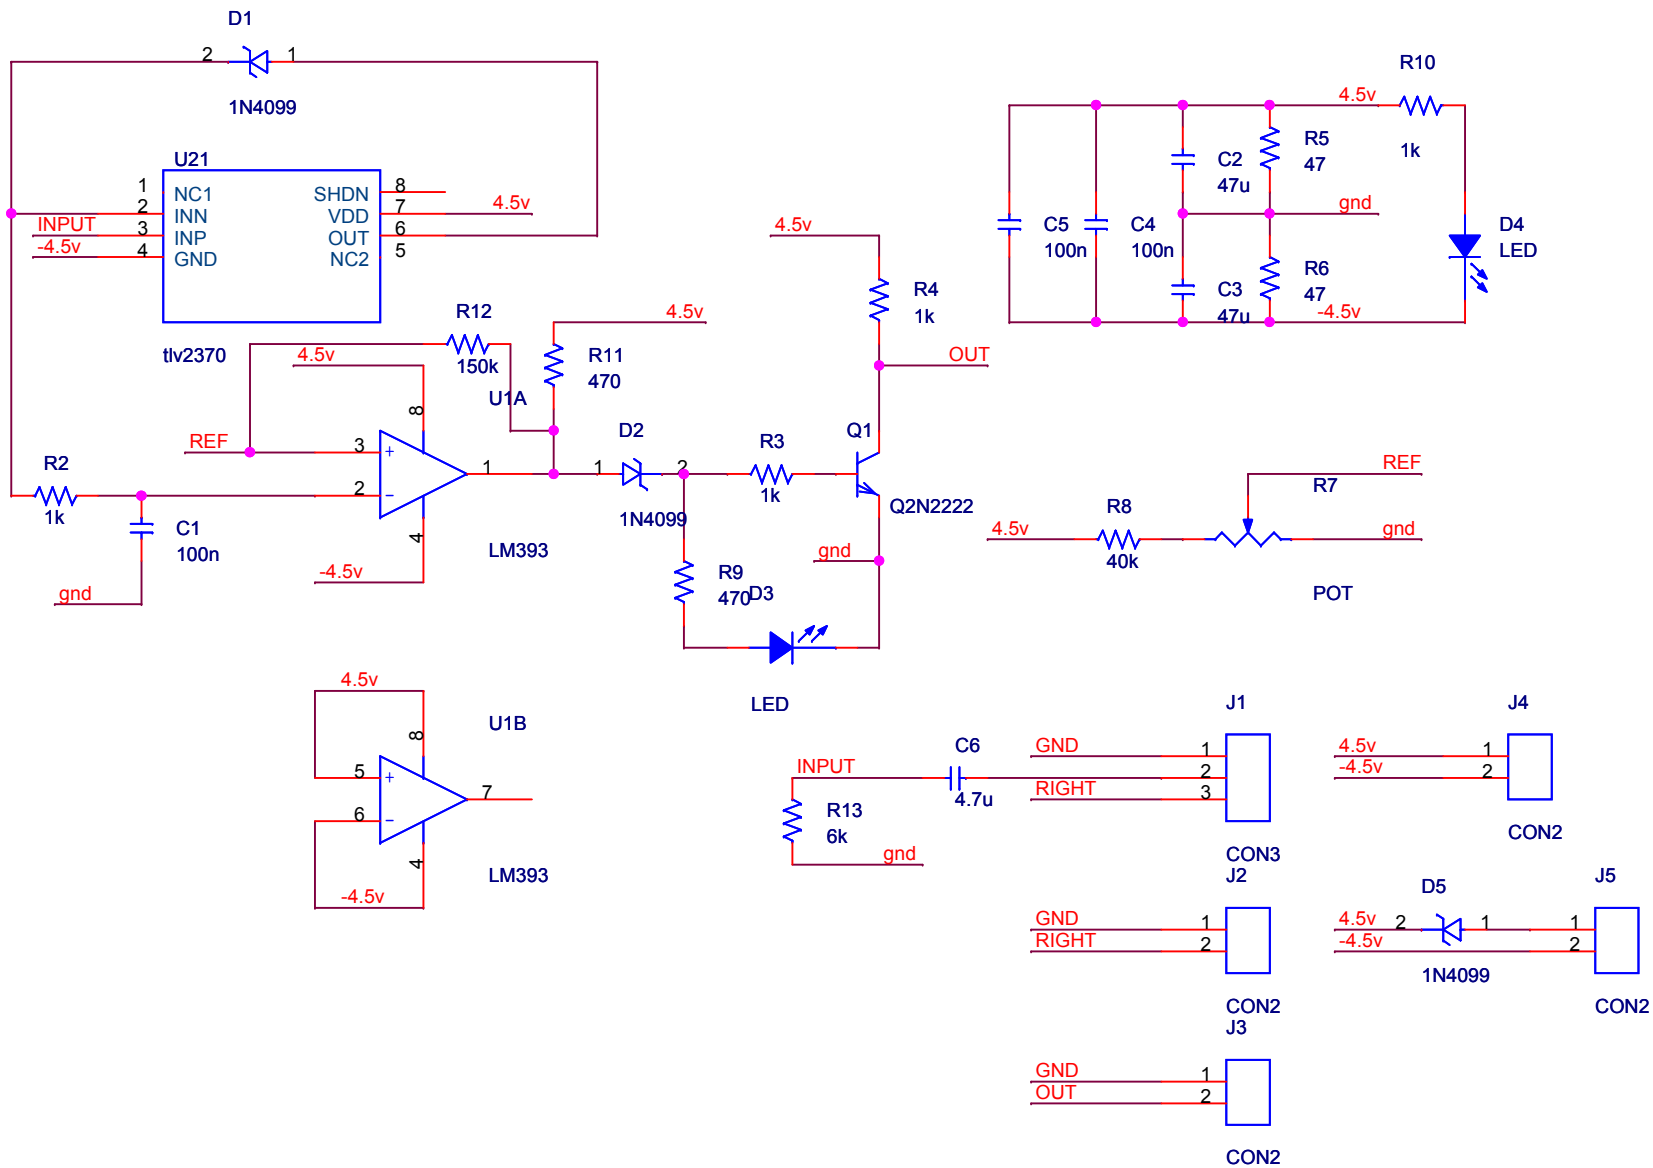 D1
2 1
1N4099
U21
1 NC1 SHDN 8
2 INN VDD 7 4.5v
INPUT 3 INP OUT 6
-4.5v 4 GND NC2 5
tlv2370
R12
150k
4.5v
R11
470
4.5v
8
U1A
REF 3 +
1
2 -
4
LM393
-4.5v
R2
1k
C1
100n
gnd
D2
1 2
1N4099
R3
1k
Q1
Q2N2222
4.5v
R4
1k
OUT
gnd
R9
470
D3
LED
4.5v
R10
1k
C5
100n
C4
100n
C2
47u
R5
47
gnd
C3
47u
R6
47
-4.5v
D4
LED
REF
R7
4.5v
R8
40k
gnd
POT
4.5v
8
U1B
5 +
7
6 -
4
LM393
-4.5v
INPUT
C6
4.7u
R13
6k
gnd
J1
GND 1
2
RIGHT 3
CON3
J4
4.5v 1
-4.5v 2
CON2
J2
GND 1
RIGHT 2
CON2
D5
J5
4.5v 2 1 1
-4.5v 2
1N4099
CON2
J3
GND 1
OUT 2
CON2